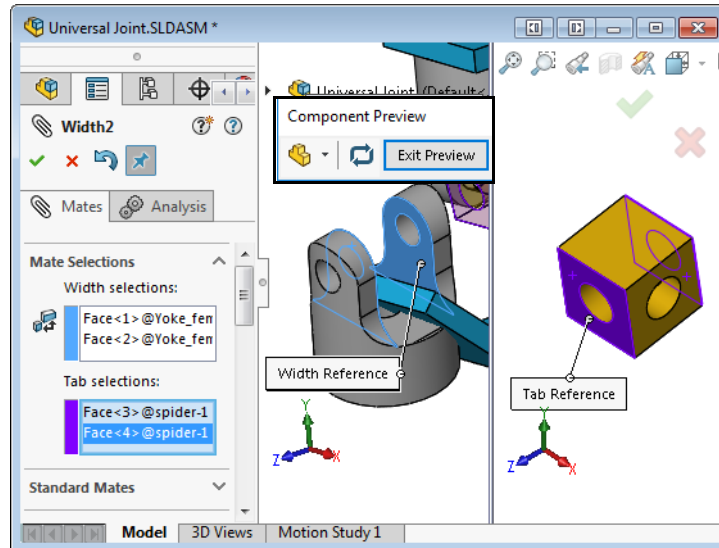 Universal Joint.SLDASM *
Universal Joint (Default<
Component Preview
Exit Preview
Width2
Mates
Analysis
Mate Selections
Width selections:
Face<1>@Yoke_fem
Face<2>@Yoke_fem
Tab selections:
Face<3>@spider-1
Face<4>@spider-1
Standard Mates
Width Reference
Tab Reference
Y
Z
X
Y
Z
X
Model
3D Views
Motion Study 1